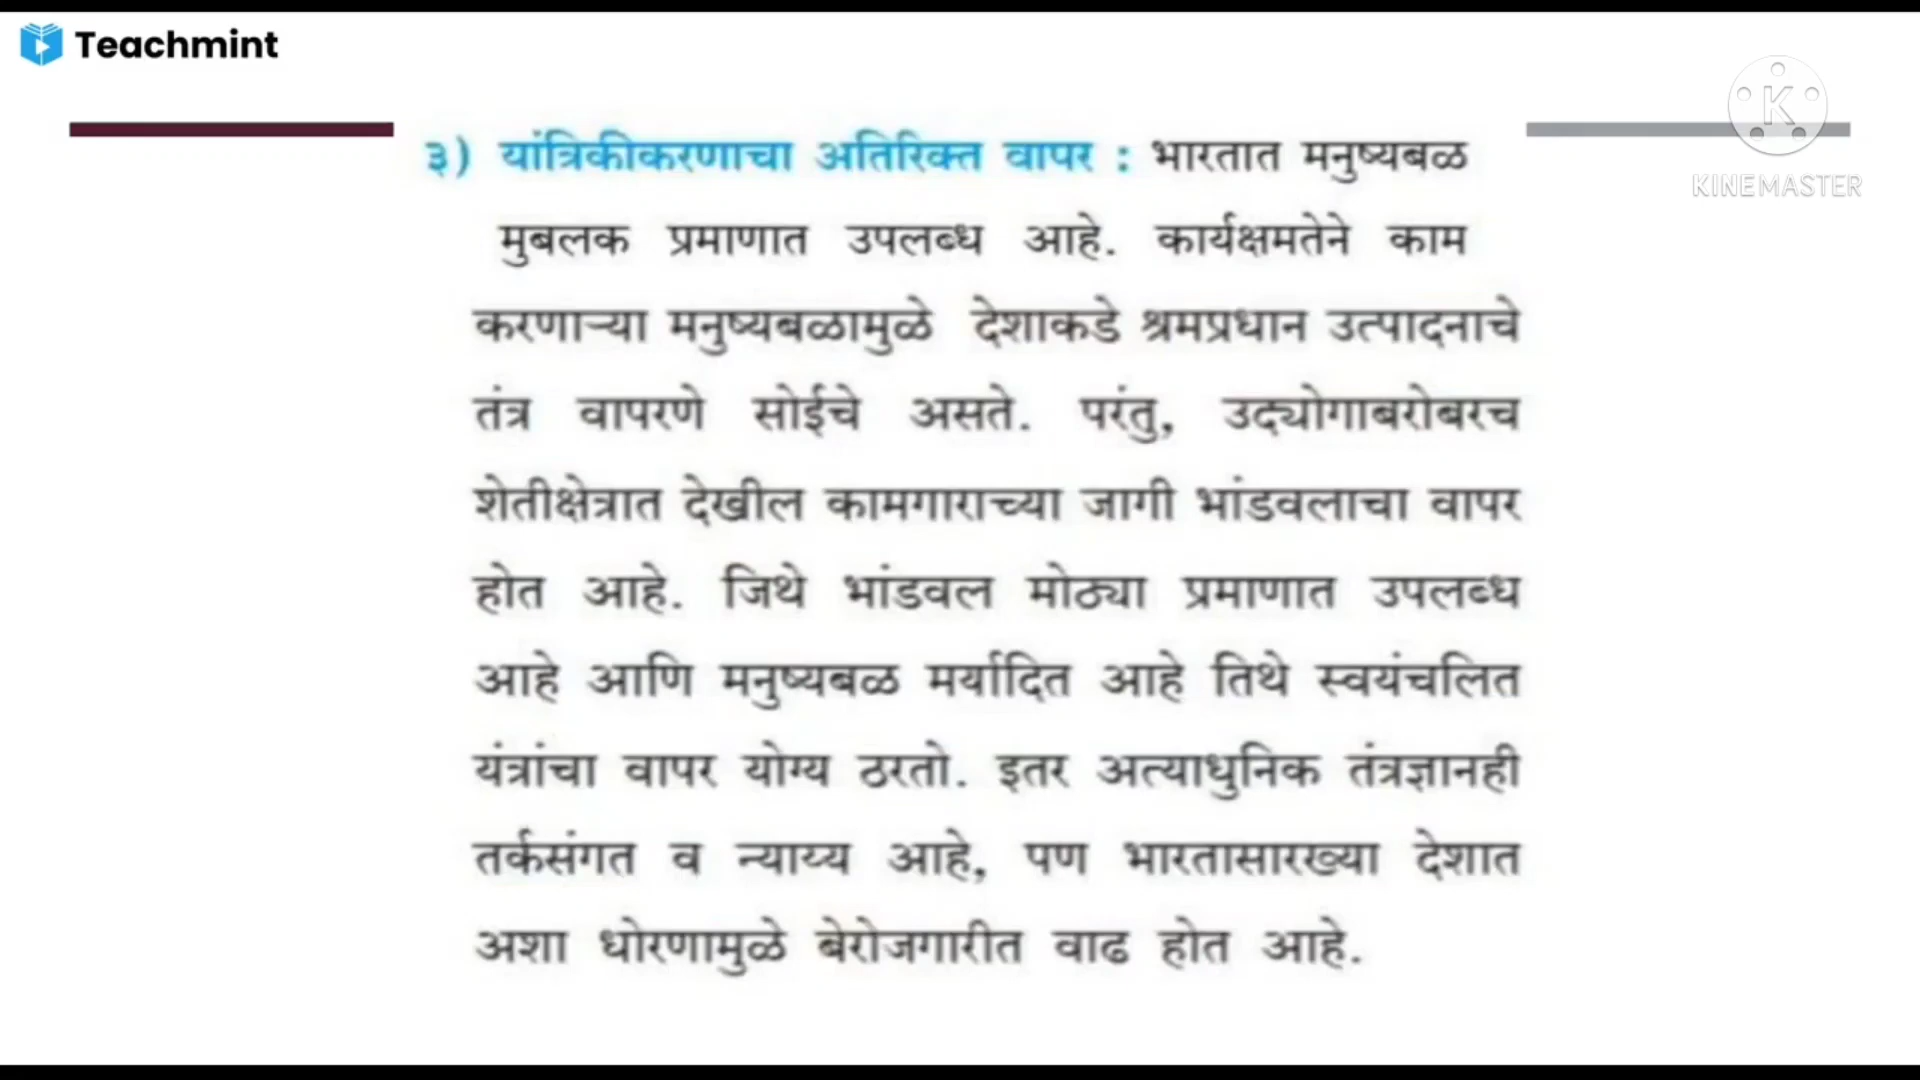 Teachmint
K
KINEMASTER
३) यांत्रिकीकरणाचा अतिरिक्त वापर : भारतात मनुष्यबळ
मुबलक प्रमाणात उपलब्ध आहे. कार्यक्षमतेने काम
करणाऱ्या मनुष्यबळामुळे देशाकडे श्रमप्रधान उत्पादनाचे
तंत्र वापरणे सोईचे असते. परंतु, उद्योगाबरोबरच
शेतीक्षेत्रात देखील कामगाराच्या जागी भांडवलाचा वापर
होत आहे. जिथे भांडवल मोठ्या प्रमाणात उपलब्ध
आहे आणि मनुष्यबळ मर्यादित आहे तिथे स्वयंचलित
यंत्रांचा वापर योग्य ठरतो. इतर अत्याधुनिक तंत्रज्ञानही
तर्कसंगत व न्याय्य आहे, पण भारतासारख्या देशात
अशा धोरणामुळे बेरोजगारीत वाढ होत आहे.